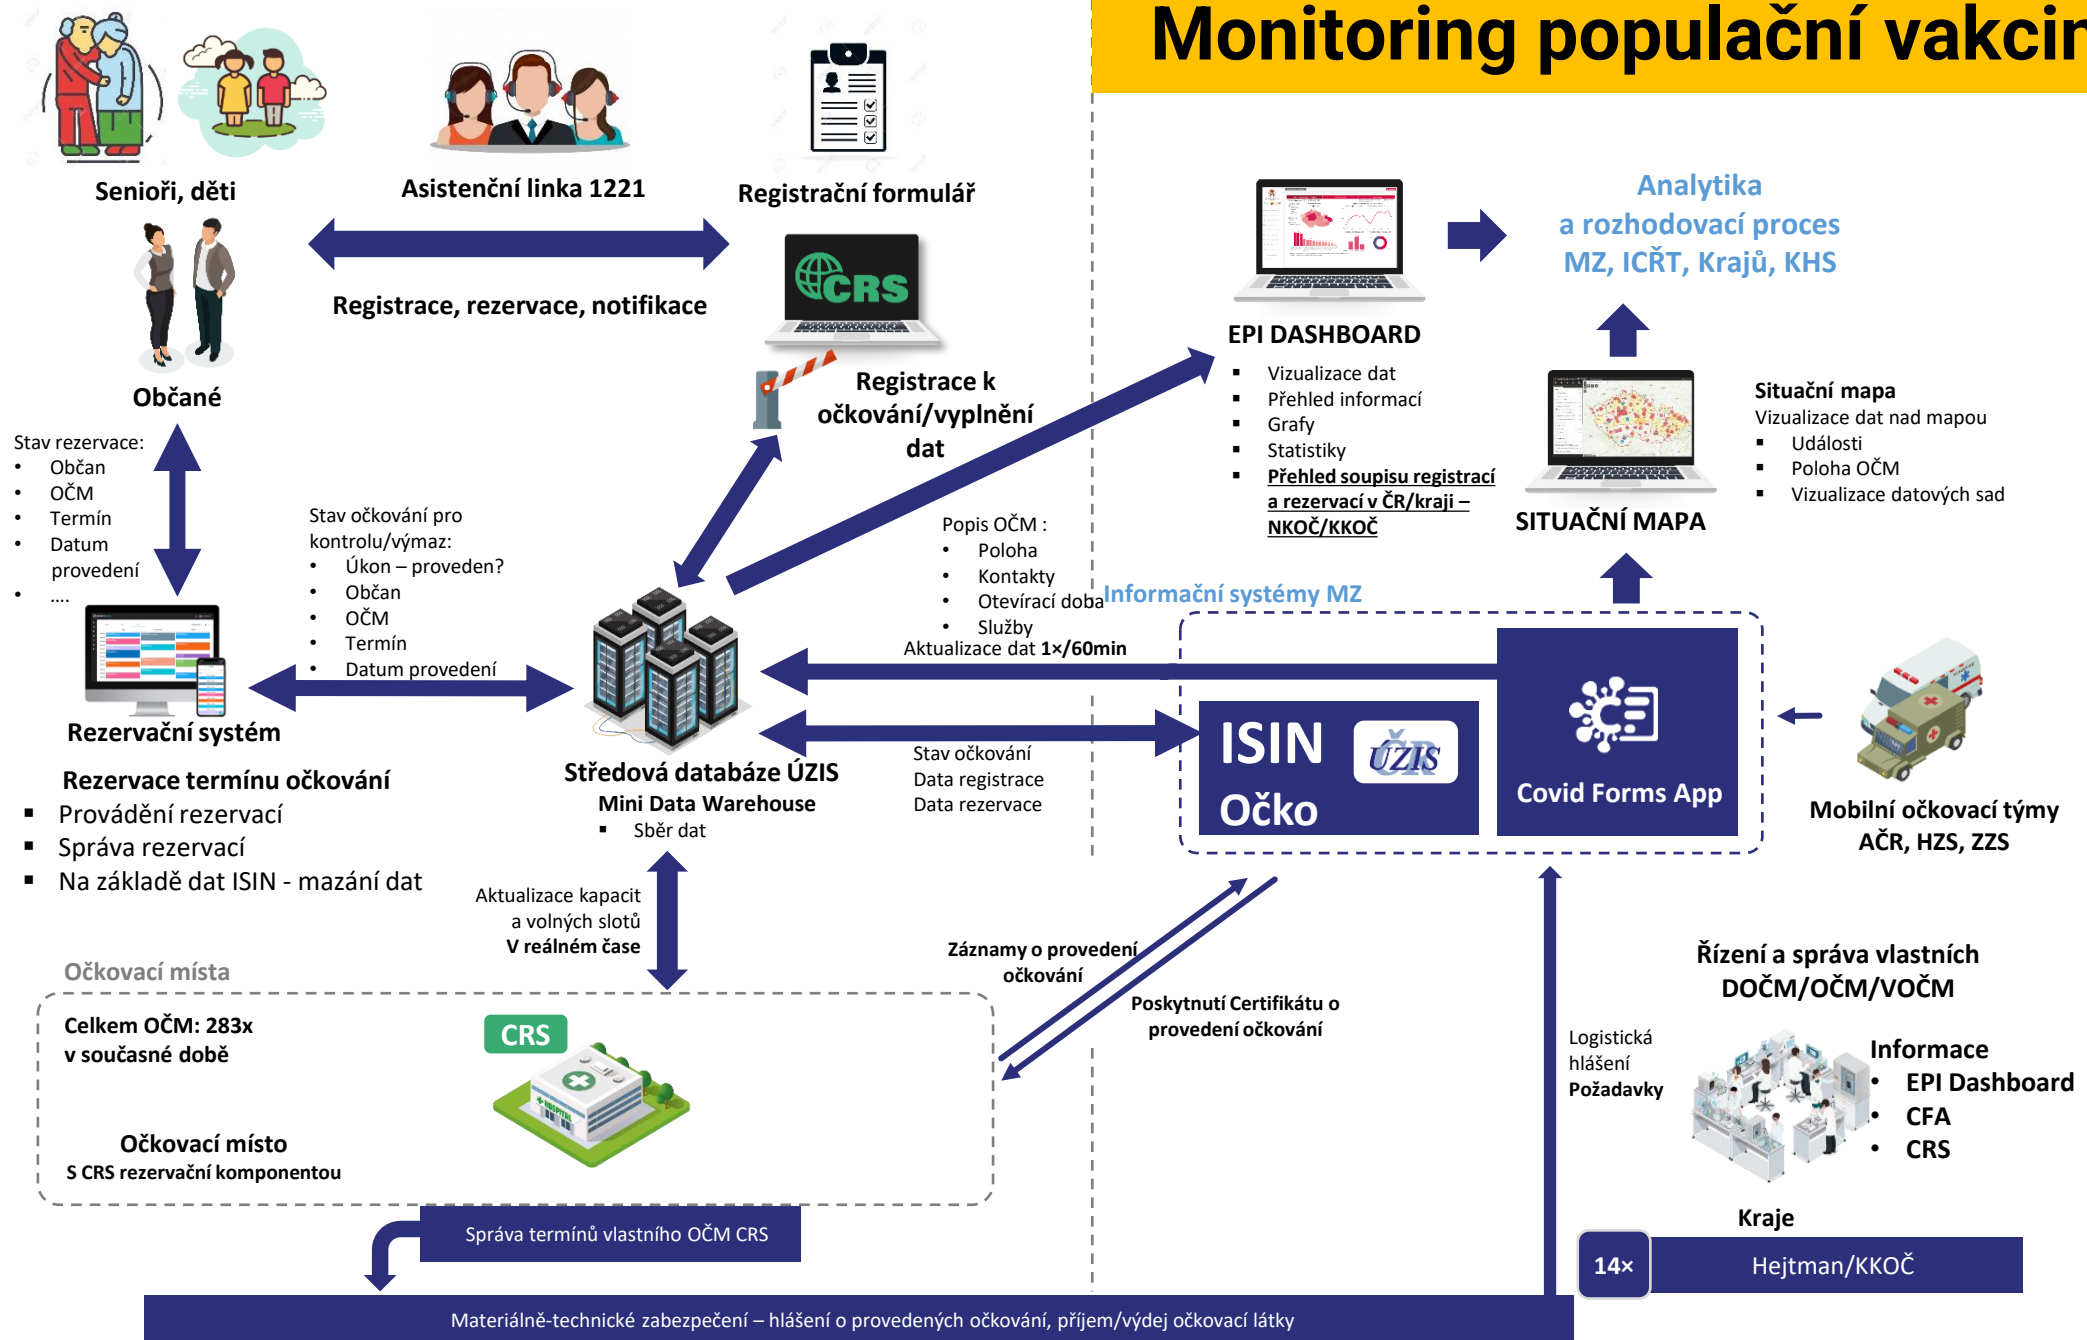 Monitoring populační vakcin
Senioři, děti
Asistenční linka 1221
Registrační formulář
Registrace, rezervace, notifikace
CRS
Občané
Registrace k
očkování/vyplnění
dat
Stav rezervace:
• Občan
• OČM
• Termín
• Datum
provedení
• ....
Stav očkování pro
kontrolu/výmaz:
• Úkon – proveden?
• Občan
• OČM
• Termín
• Datum provedení
Rezervační systém
Rezervace termínu očkování
▪ Provádění rezervací
▪ Správa rezervací
▪ Na základě dat ISIN - mazání dat
Středová databáze ÚZIS
Mini Data Warehouse
▪ Sběr dat
Popis OČM :
• Poloha
• Kontakty
• Otevírací doba
• Služby
Aktualizace dat 1×/60min
Stav očkování
Data registrace
Data rezervace
Aktualizace kapacit
a volných slotů
V reálném čase
Očkovací místa
Celkem OČM: 283x
v současné době
CRS
HOSPITAL
Očkovací místo
S CRS rezervační komponentou
Správa termínů vlastního OČM CRS
Materiálně-technické zabezpečení – hlášení o provedených očkování, příjem/výdej očkovací látky
Záznamy o provedení
očkování
Poskytnutí Certifikátu o
provedení očkování
EPI DASHBOARD
▪ Vizualizace dat
▪ Přehled informací
▪ Grafy
▪ Statistiky
▪ Přehled soupisu registrací
a rezervací v ČR/kraji –
NKOČ/KKOČ
Analytika
a rozhodovací proces
MZ, ICŘT, Krajů, KHS
SITUAČNÍ MAPA
Situační mapa
Vizualizace dat nad mapou
▪ Události
▪ Poloha OČM
▪ Vizualizace datových sad
Informační systémy MZ
ISIN
Očko
ÚZIS
ČR
Covid Forms App
Mobilní očkovací týmy
AČR, HZS, ZZS
Řízení a správa vlastních
DOČM/OČM/VOČM
Logistická
hlášení
Požadavky
Informace
• EPI Dashboard
• CFA
• CRS
Kraje
14×
Hejtman/KKOČ